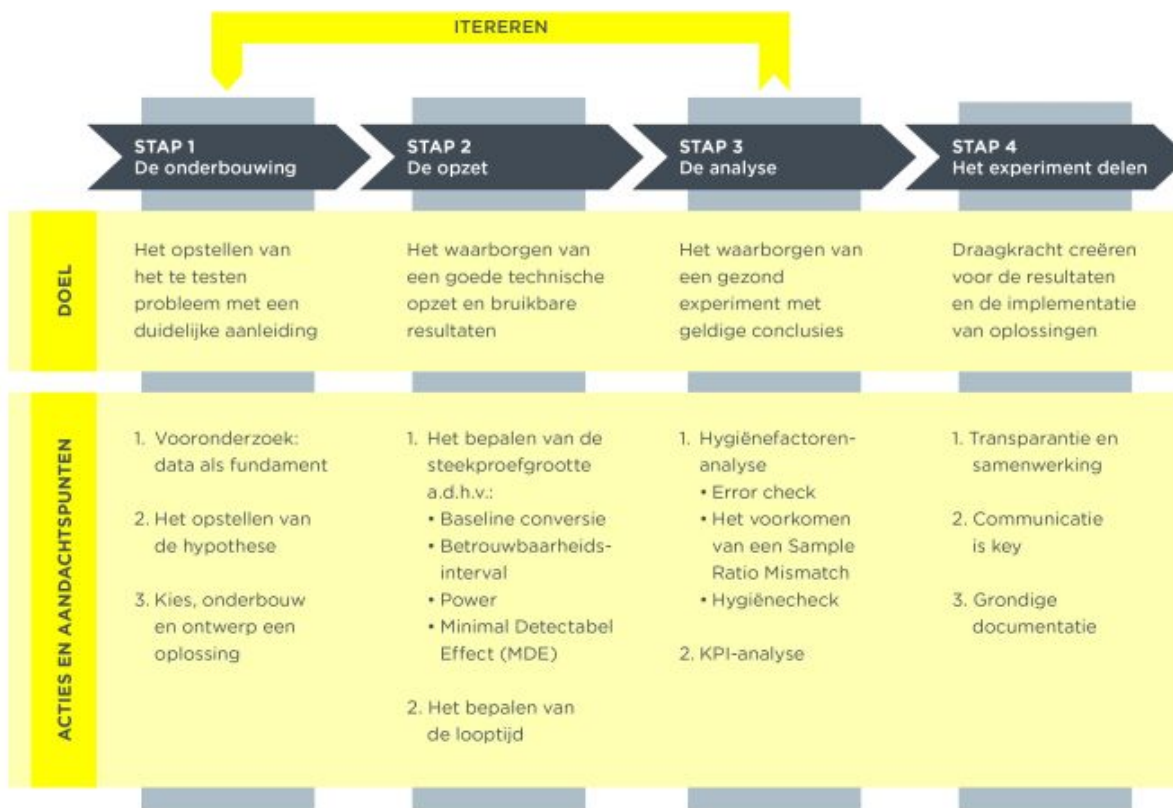 ITEREREN
STAP 1
De onderbouwing
STAP 2
De opzet
STAP 3
De analyse
STAP 4
Het experiment delen
DOEL
Het opstellen van
het te testen
probleem met een
duidelijke aanleiding
Het waarborgen van
een goede technische
opzet en bruikbare
resultaten
Het waarborgen van
een gezond
experiment met
geldige conclusies
Draagkracht creëren
voor de resultaten
en de implementatie
van oplossingen
ACTIES EN AANDACHTSPUNTEN
1. Vooronderzoek:
data als fundament
2. Het opstellen van
de hypothese
3. Kies, onderbouw
en ontwerp een
oplossing
1. Het bepalen van de
steekproefgrootte
a.d.h.v.:
• Baseline conversie
• Betrouwbaarheids-
interval
• Power
• Minimal Detectabel
Effect (MDE)
2. Het bepalen van
de looptijd
1. Hygiënefactoren-
analyse
• Error check
• Het voorkomen
van een Sample
Ratio Mismatch
• Hygiënecheck
2. KPI-analyse
1. Transparantie en
samenwerking
2. Communicatie
is key
3. Grondige
documentatie